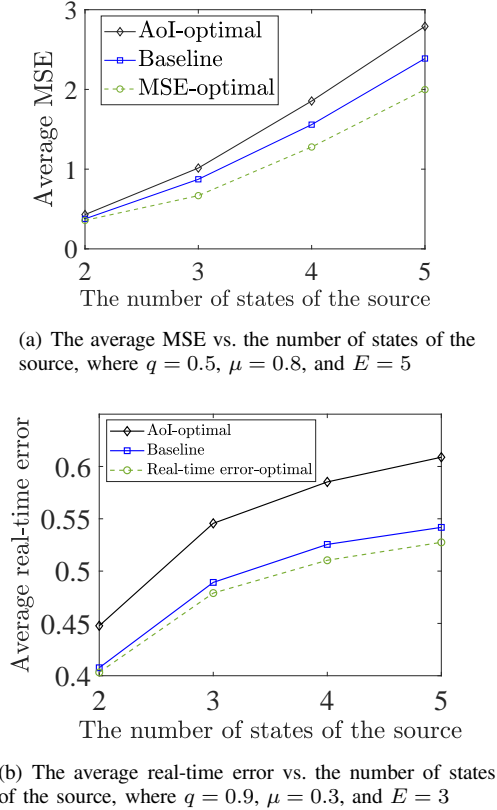 3
AoI-optimal
Baseline
MSE-optimal
2
1
0
Average MSE
2 3 4 5
The number of states of the source
(a) The average MSE vs. the number of states of the
source, where q = 0.5, μ = 0.8, and E = 5
AoI-optimal
Baseline
Real-time error-optimal
0.6
0.55
0.5
0.45
0.4
Average real-time error
2 3 4 5
The number of states of the source
(b) The average real-time error vs. the number of states
of the source, where q = 0.9, μ = 0.3, and E = 3